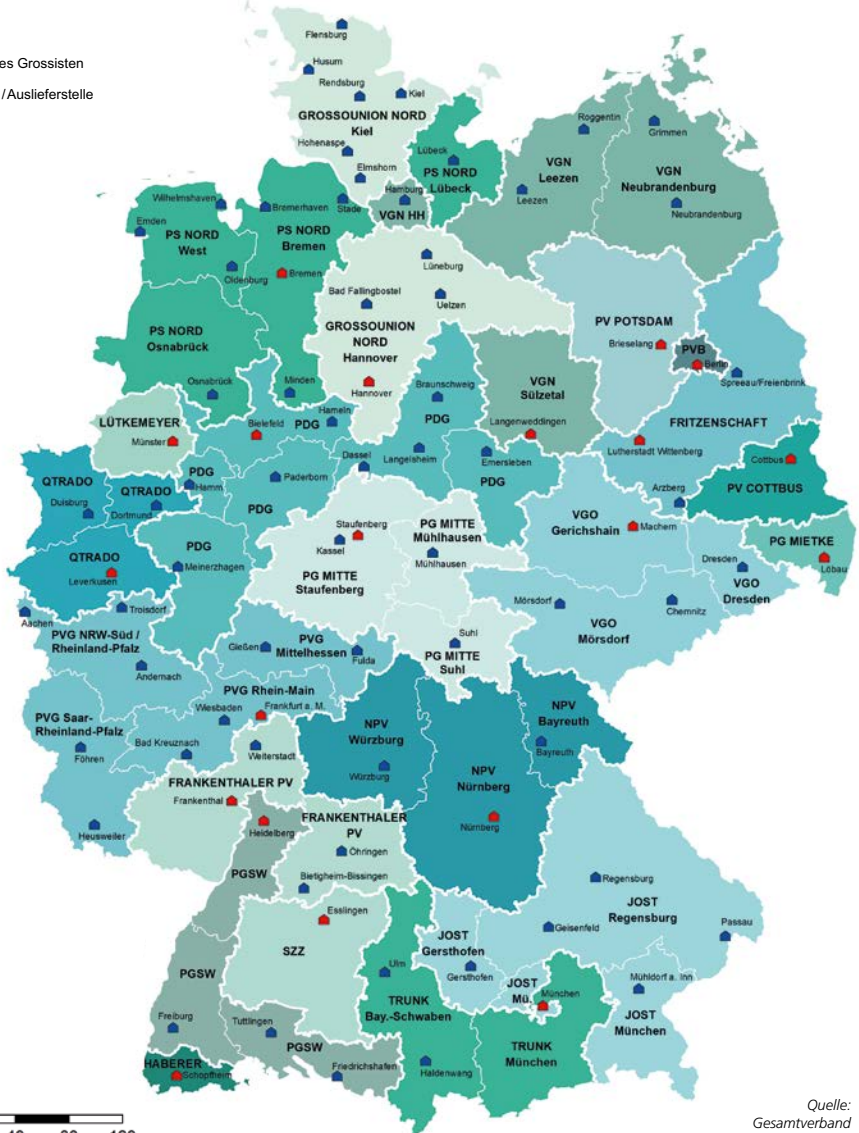 Flensburg
es Grossisten
Husum
/Auslieferstelle
Rendsburg
Kiel
GROSSOUNION NORD
Kiel
Hohenaspe
Elmshorn
Lübeck
PS NORD
Lübeck
Roggentin
Grimmen
VGN
Leezen
Leezen
VGN
Neubrandenburg
Neubrandenburg
Hamburg
VGN HH
Wilhelmshaven
Emden
PS NORD
West
Oldenburg
Bremerhaven
Stade
PS NORD
Bremen
Bremen
Lüneburg
Bad Fallingbostel
Uelzen
GROSSOUNION
NORD
Hannover
Hannover
PS NORD
Osnabrück
Osnabrück
Minden
PV POTSDAM
Brieselang
PVB
Berlin
Spreeau/Freienbrink
Braunschweig
PDG
VGN
Sülzetal
Langenweddingen
FRITZENSCHAFT
Lutherstadt Wittenberg
LÜTKEMEYER
Münster
Bielefeld
PDG
Hameln
Dassel
Langelsheim
Emersleben
PDG
Cottbus
PV COTTBUS
Arzberg
QTRADO
Duisburg
QTRADO
Dortmund
PDG
Hamm
Paderborn
PDG
Staufenberg
Kassel
PG MITTE
Staufenberg
PG MITTE
Mühlhausen
Mühlhausen
VGO
Gerichshain
Machern
PG MIETKE
Löbau
QTRADO
Leverkusen
PDG
Meinerzhagen
Dresden
VGO
Dresden
Mörsdorf
Chemnitz
VGO
Mörsdorf
Aachen
Troisdorf
PVG NRW-Süd /
Rheinland-Pfalz
Andernach
Gießen
PVG
Mittelhessen
Fulda
Suhl
PG MITTE
Suhl
PVG Rhein-Main
Wiesbaden
Frankfurt a. M.
PVG Saar-
Rheinland-Pfalz
Föhren
Bad Kreuznach
Weiterstadt
NPV
Würzburg
Würzburg
NPV
Bayreuth
Bayreuth
NPV
Nürnberg
Nürnberg
FRANKENTHALER PV
Frankenthal
Heusweiler
Heidelberg
FRANKENTHALER
PV
Öhringen
Bietigheim-Bissingen
PGSW
Regensburg
JOST
Regensburg
Esslingen
SZZ
JOST
Gersthofen
Gersthofen
Geisenfeld
Passau
PGSW
Ulm
JOST
Mü.
München
Mühldorf a. Inn
JOST
München
TRUNK
Bay.-Schwaben
Freiburg
Tuttlingen
PGSW
TRUNK
München
HABERER
Schopfheim
Friedrichshafen
Haldenwang
Quelle:
Gesamtverband